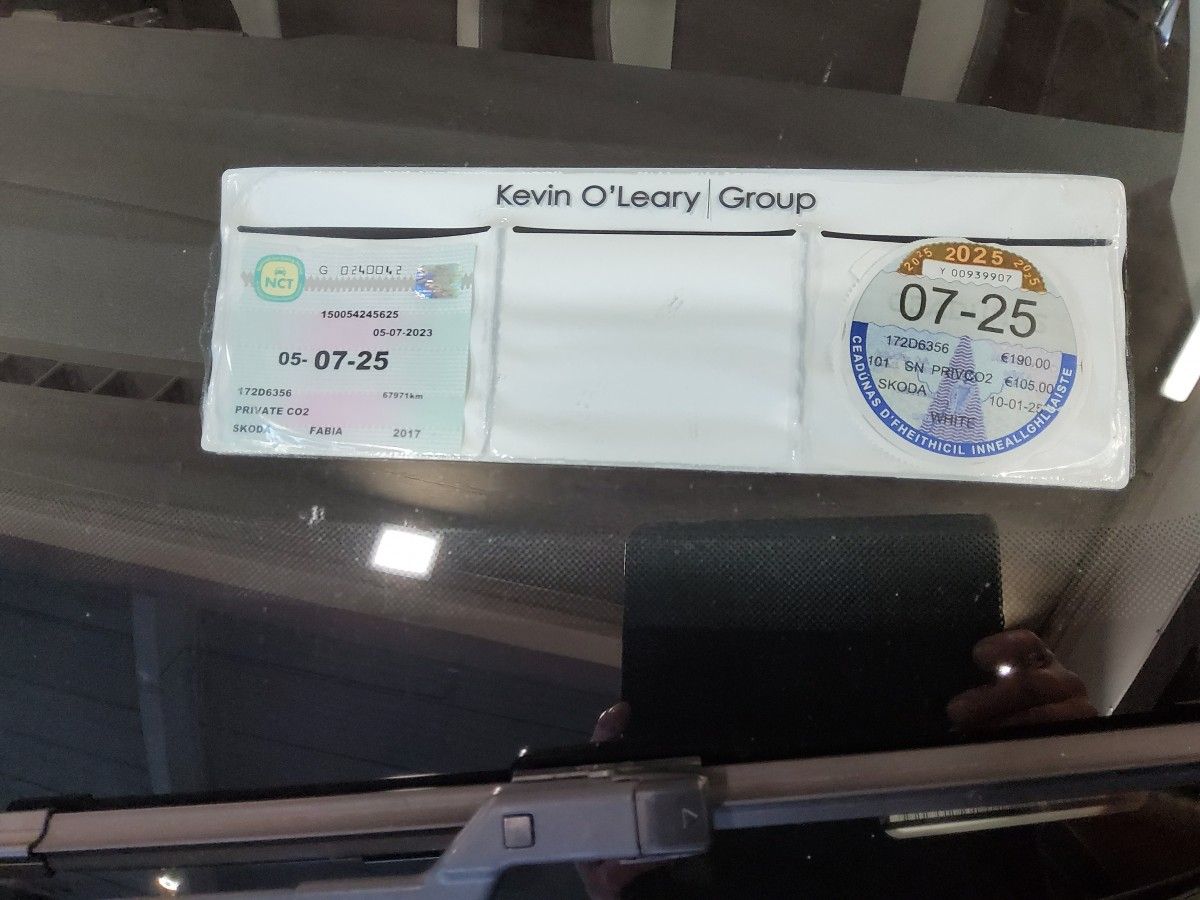 Kevin O'Leary | Group
NCT
G 0240042
150054245625
05-07-2023
05-07-25
172D6356 67971km
PRIVATE CO2
SKODA FABIA 2017
2025 2025 2025
Y 00939907
07-25
172D6356 €190.00
101 SN PRIVCO2 €105.00
SKODA 10-01-25
WHITE
CEADÚNAS D'FHEITHICIL INNEALLGHLUAISTE